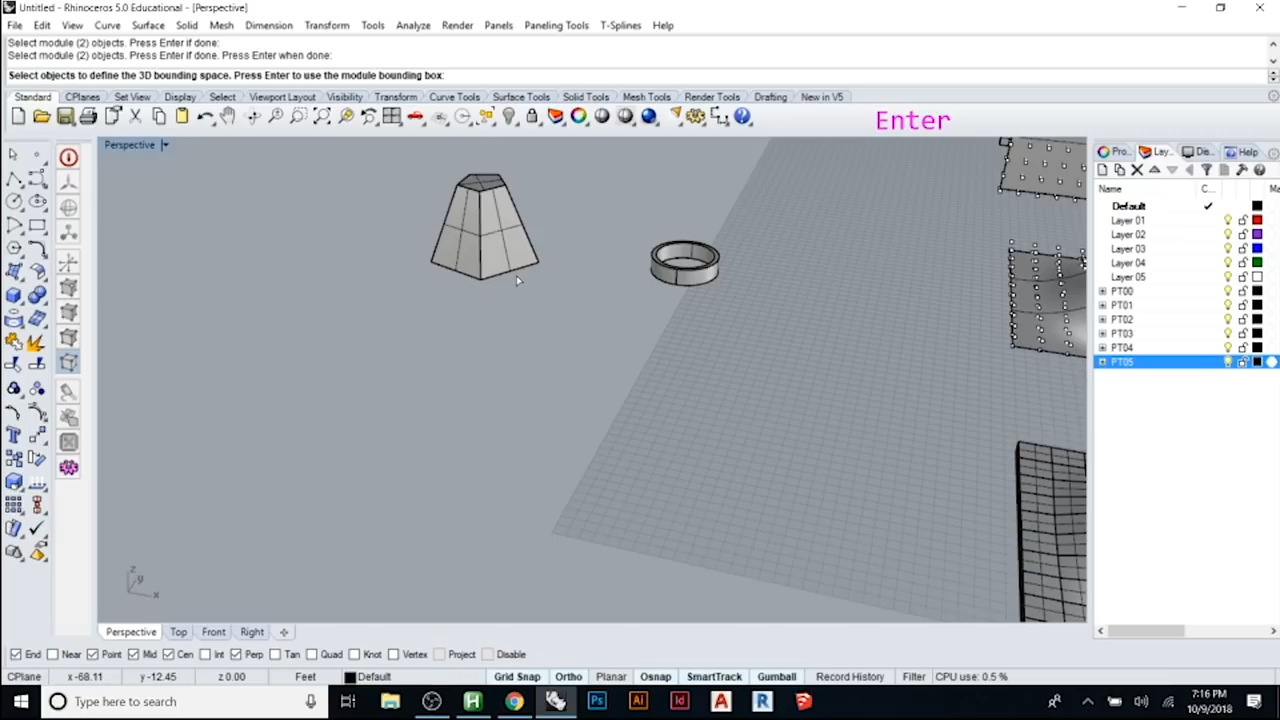 Untitled - Rhinoceros 5.0 Educational - [Perspective]
File Edit View Curve Surface Solid Mesh Dimension Transform Tools Analyze Render Panels Paneling Tools T-Splines Help
Select module (2) objects. Press Enter if done:
Select module (2) objects. Press Enter if done. Press Enter when done:
Select objects to define the 3D bounding space. Press Enter to use the module bounding box:
Standard CPlanes Set View Display Select Viewport Layout Visibility Transform Curve Tools Surface Tools Solid Tools Mesh Tools Render Tools Drafting New in V5
Enter
Perspective
Pro... Lay... Dis... Help
Name C... Ma
Default
Layer 01
Layer 02
Layer 03
Layer 04
Layer 05
PT00
PT01
PT02
PT03
PT04
PT05
z
y
x
Perspective Top Front Right
End Near Point Mid Cen Int Perp Tan Quad Knot Vertex Project Disable
CPlane x -68.11 y -12.45 z 0.00 Feet Default Grid Snap Ortho Planar Osnap SmartTrack Gumball Record History Filter CPU use: 0.5 %
Type here to search
Ps Ai Id A R
7:16 PM
10/9/2018